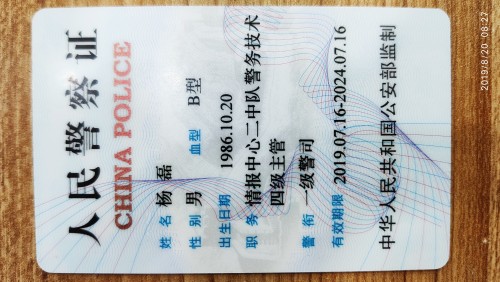 人民警察证
CHINA POLICE
姓 名 杨 磊
性 别 男 血型 B型
出生日期 1986.10.20
职 务 情报中心二中队警务技术
四级主管
警 衔 一级警司
有效期限 2019.07.16-2024.07.16
中华人民共和国公安部监制
2019/8/20 08:27